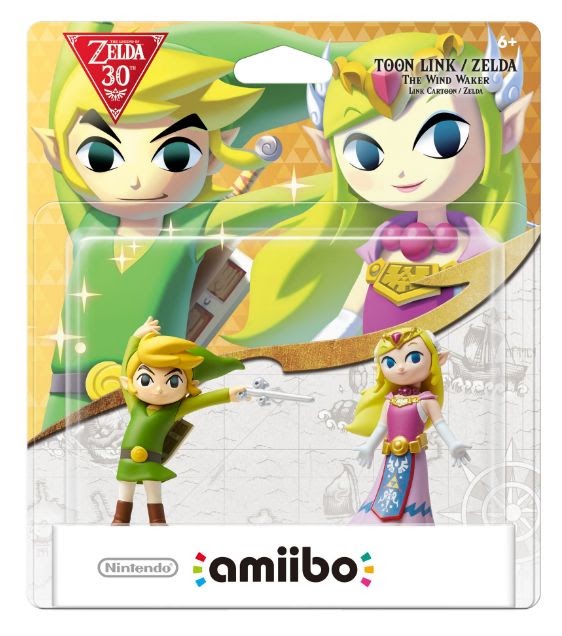 THE LEGEND OF
ZELDA
30TH
6+
TOON LINK / ZELDA
THE WIND WAKER
LINK CARTOON / ZELDA
Nintendo
amiibo